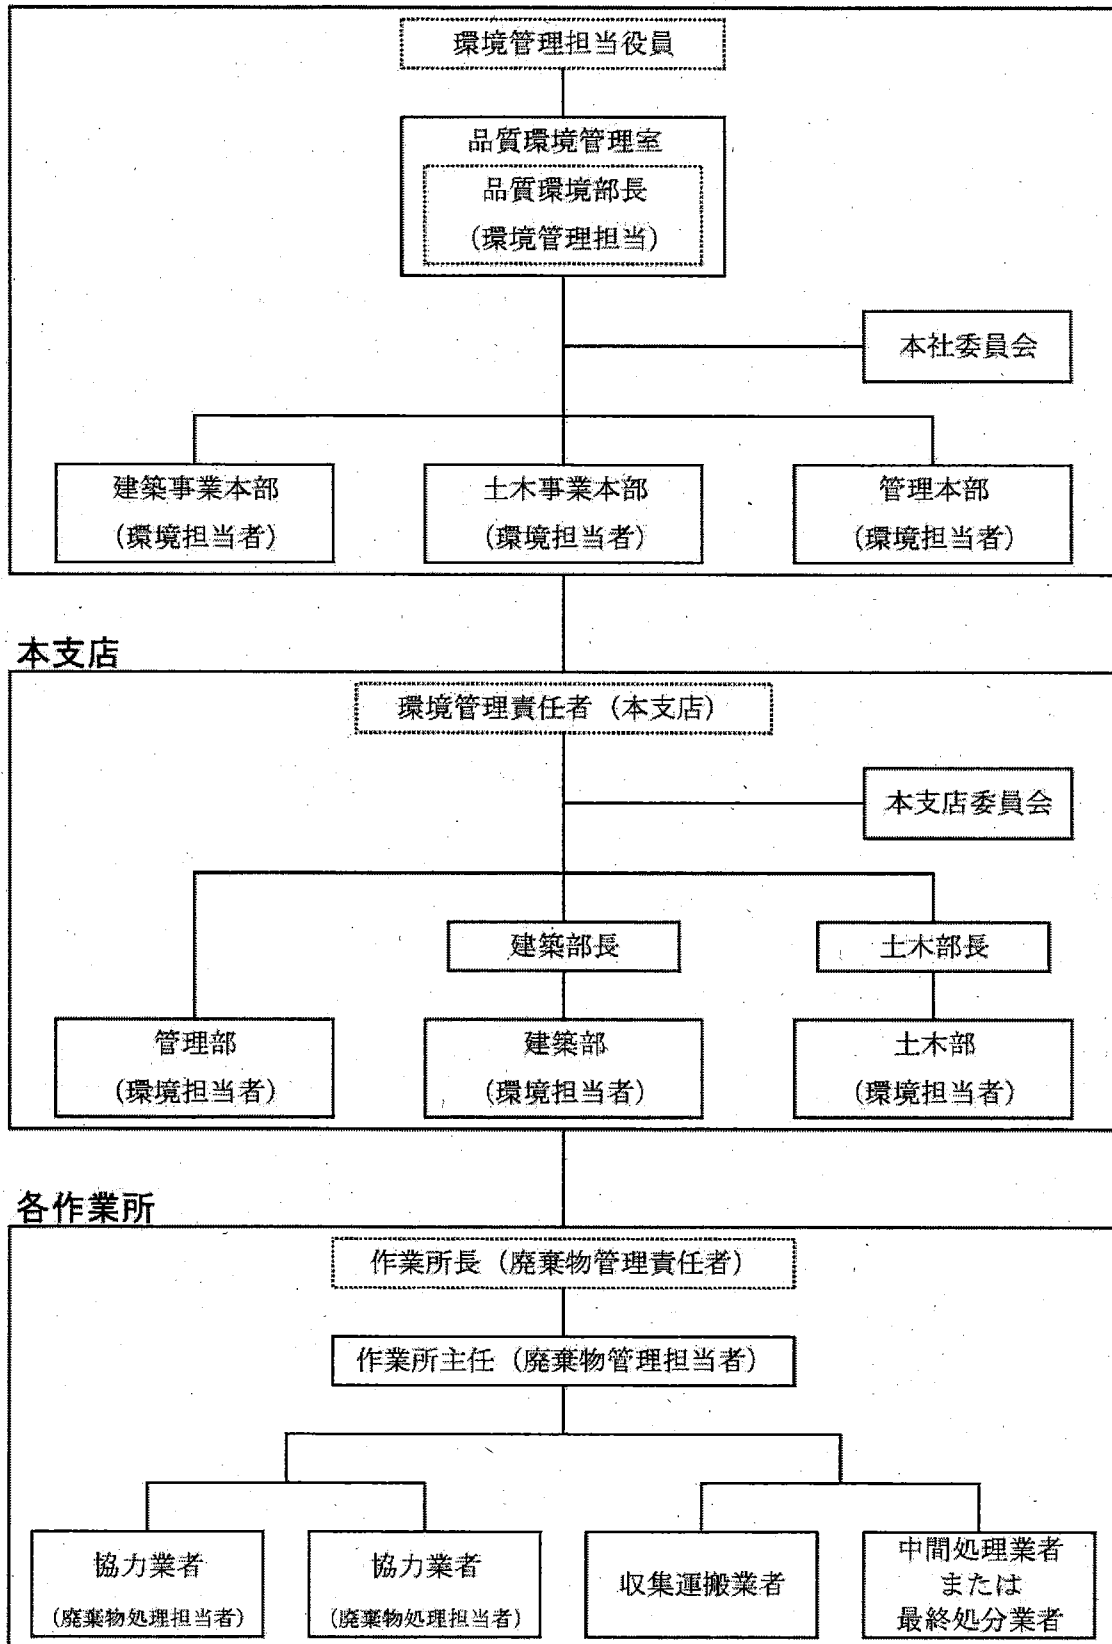 環境管理担当役員
品質環境管理室
品質環境部長
(環境管理担当)
本社委員会
建築事業本部
(環境担当者)
土木事業本部
(環境担当者)
管理本部
(環境担当者)
本支店
環境管理責任者(本支店)
本支店委員会
建築部長
土木部長
管理部
(環境担当者)
建築部
(環境担当者)
土木部
(環境担当者)
各作業所
作業所長(廃棄物管理責任者)
作業所主任(廃棄物管理担当者)
協力業者
(廃棄物処理担当者)
協力業者
(廃棄物処理担当者)
収集運搬業者
中間処理業者
または
最終処分業者